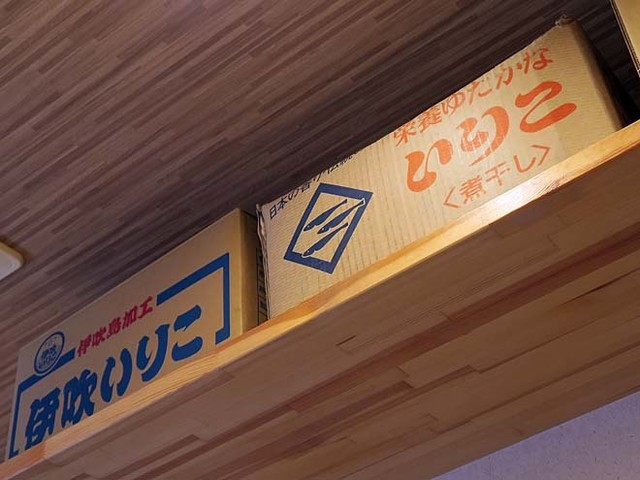 伊吹島加工
伊吹いりこ
日本の香り伝統
栄養ゆたかな
いりこ
<煮干し>